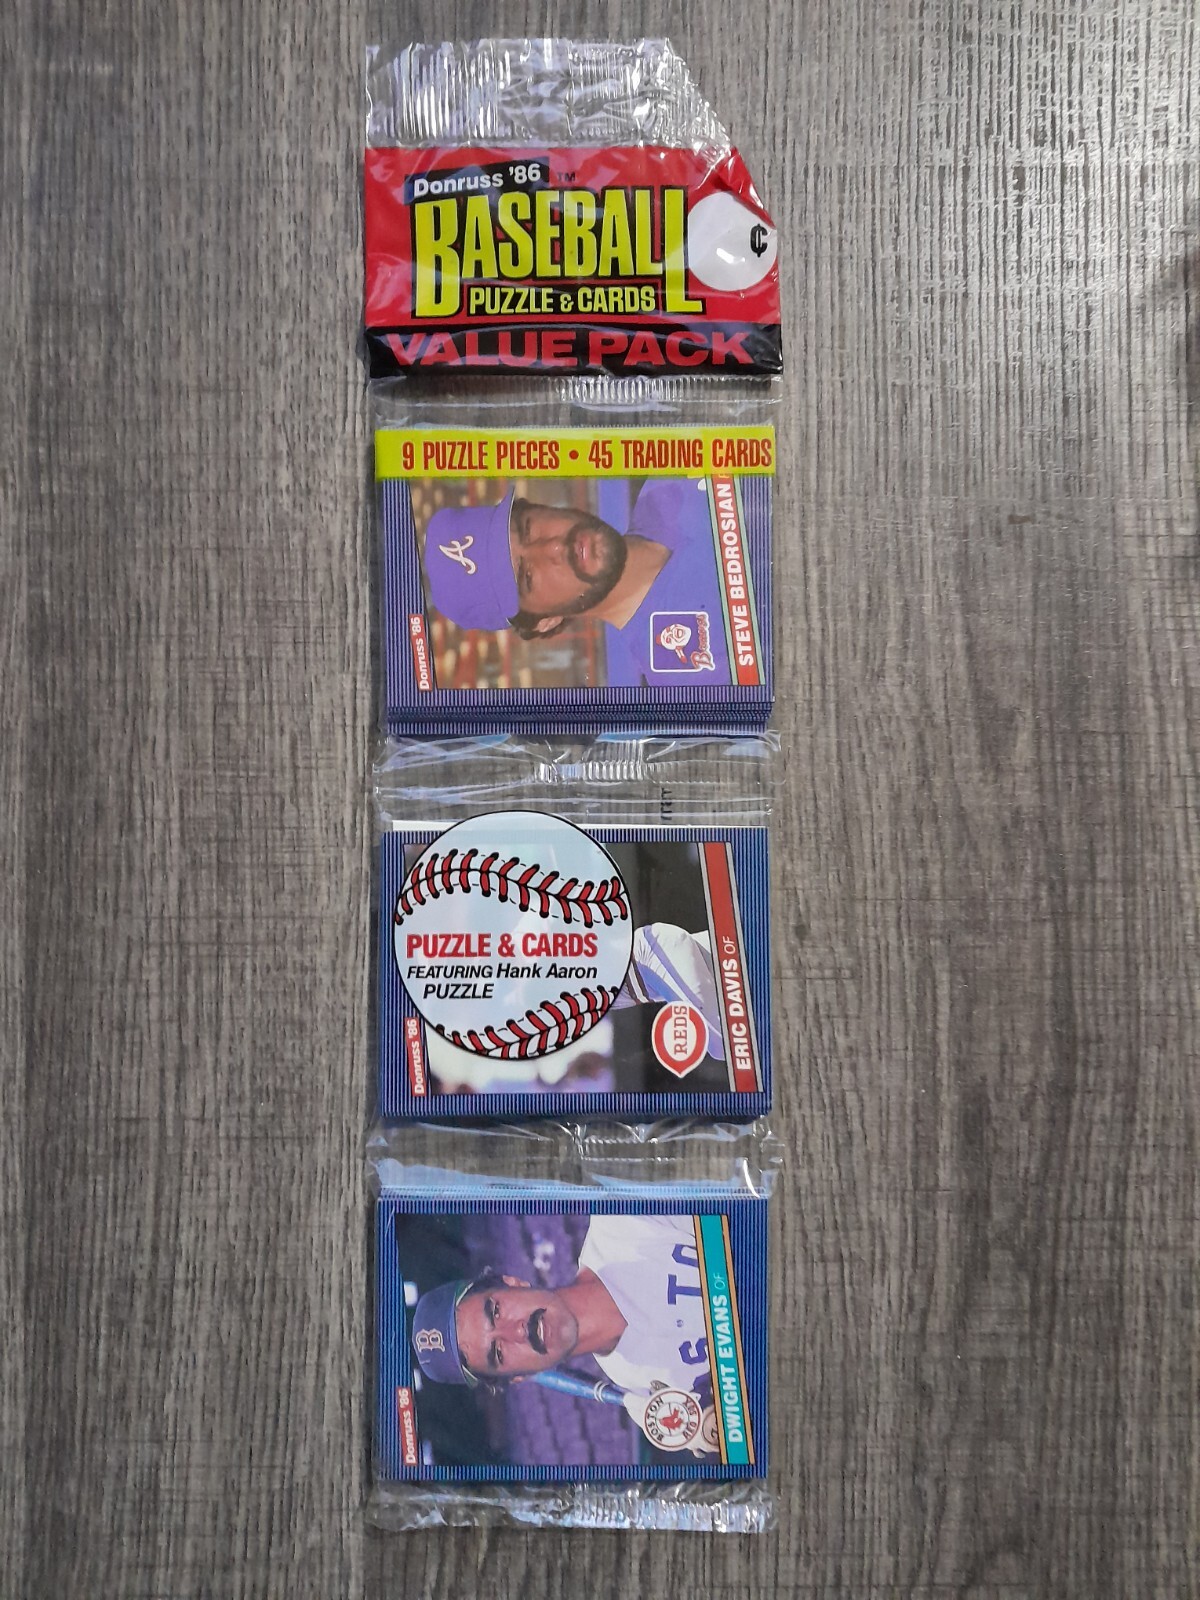 Donruss '86 ™
BASEBALL
PUZZLE & CARDS
¢
VALUE PACK
9 PUZZLE PIECES • 45 TRADING CARDS
Donruss '86
A
Braves
STEVE BEDROSIAN
PUZZLE & CARDS
FEATURING Hank Aaron
PUZZLE
Donruss '86
REDS
ERIC DAVIS OF
Donruss '86
B
BOSTON
RED SOX
DWIGHT EVANS OF